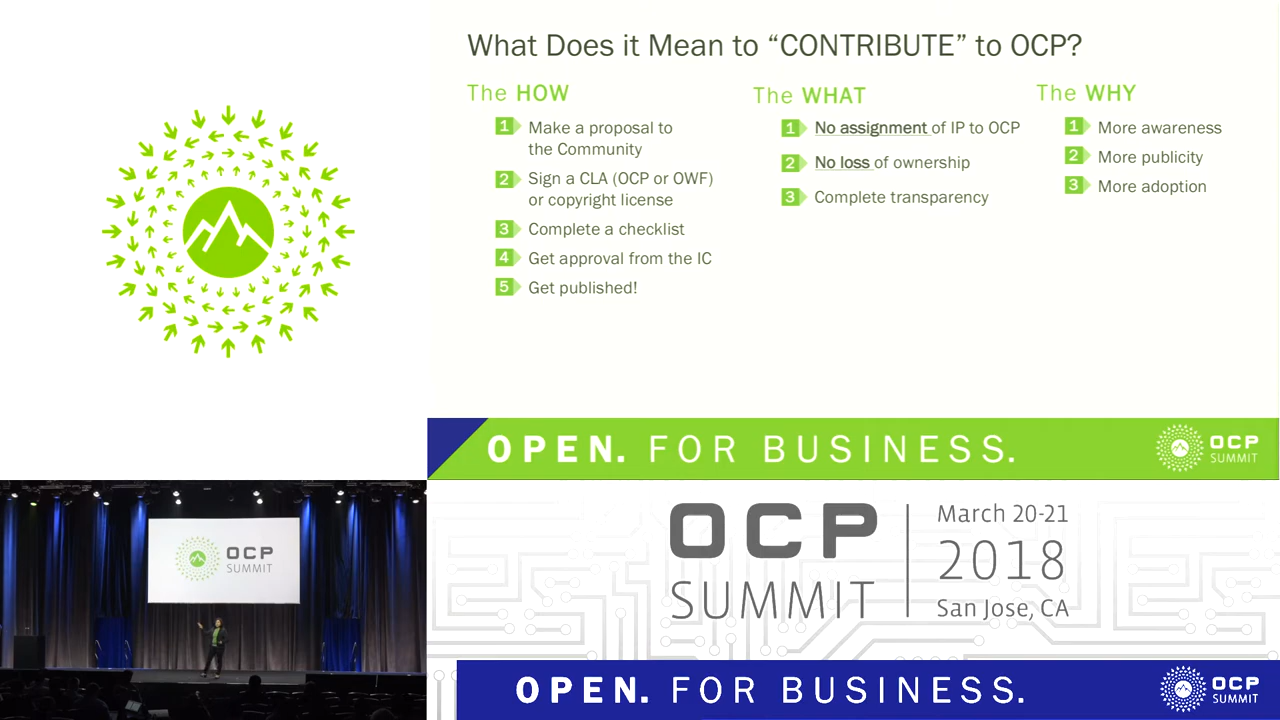 What Does it Mean to “CONTRIBUTE” to OCP?
The HOW
1 Make a proposal to
the Community
2 Sign a CLA (OCP or OWF)
or copyright license
3 Complete a checklist
4 Get approval from the IC
5 Get published!
The WHAT
1 No assignment of IP to OCP
2 No loss of ownership
3 Complete transparency
The WHY
1 More awareness
2 More publicity
3 More adoption
OPEN. FOR BUSINESS.
OCP
SUMMIT
OCP
SUMMIT
OCP
SUMMIT
March 20-21
2018
San Jose, CA
OPEN. FOR BUSINESS.
OCP
SUMMIT